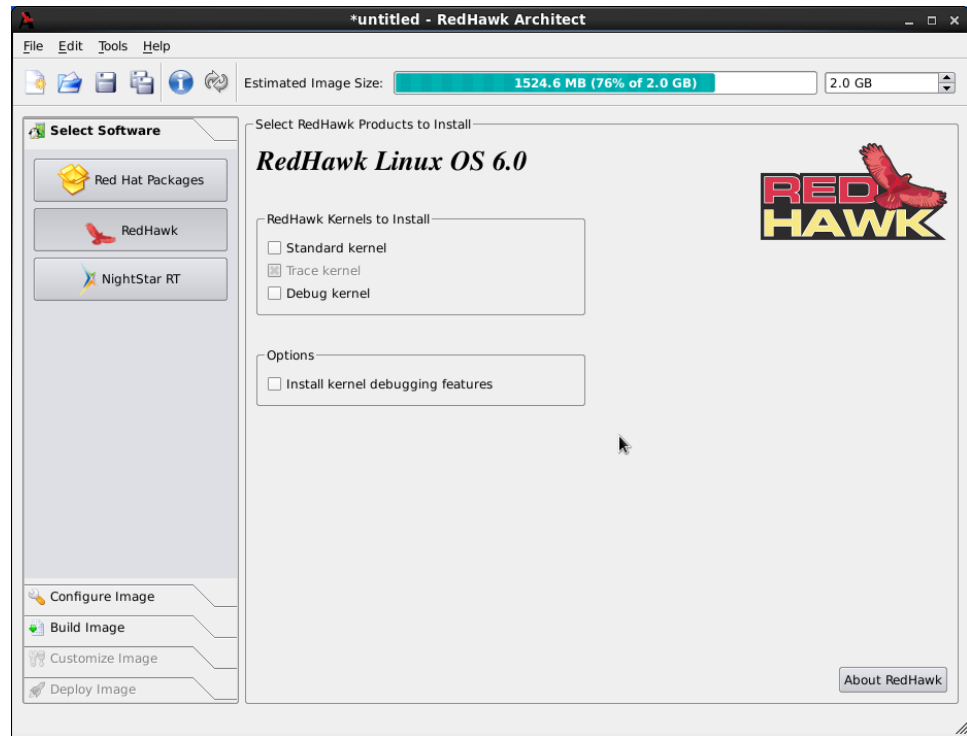 *untitled - RedHawk Architect
File Edit Tools Help
Estimated Image Size: 1524.6 MB (76% of 2.0 GB) 2.0 GB
Select Software
Red Hat Packages
RedHawk
NightStar RT
Configure Image
Build Image
Customize Image
Deploy Image
Select RedHawk Products to Install
RedHawk Linux OS 6.0
RED
HAWK
RedHawk Kernels to Install
Standard kernel
Trace kernel
Debug kernel
Options
Install kernel debugging features
About RedHawk